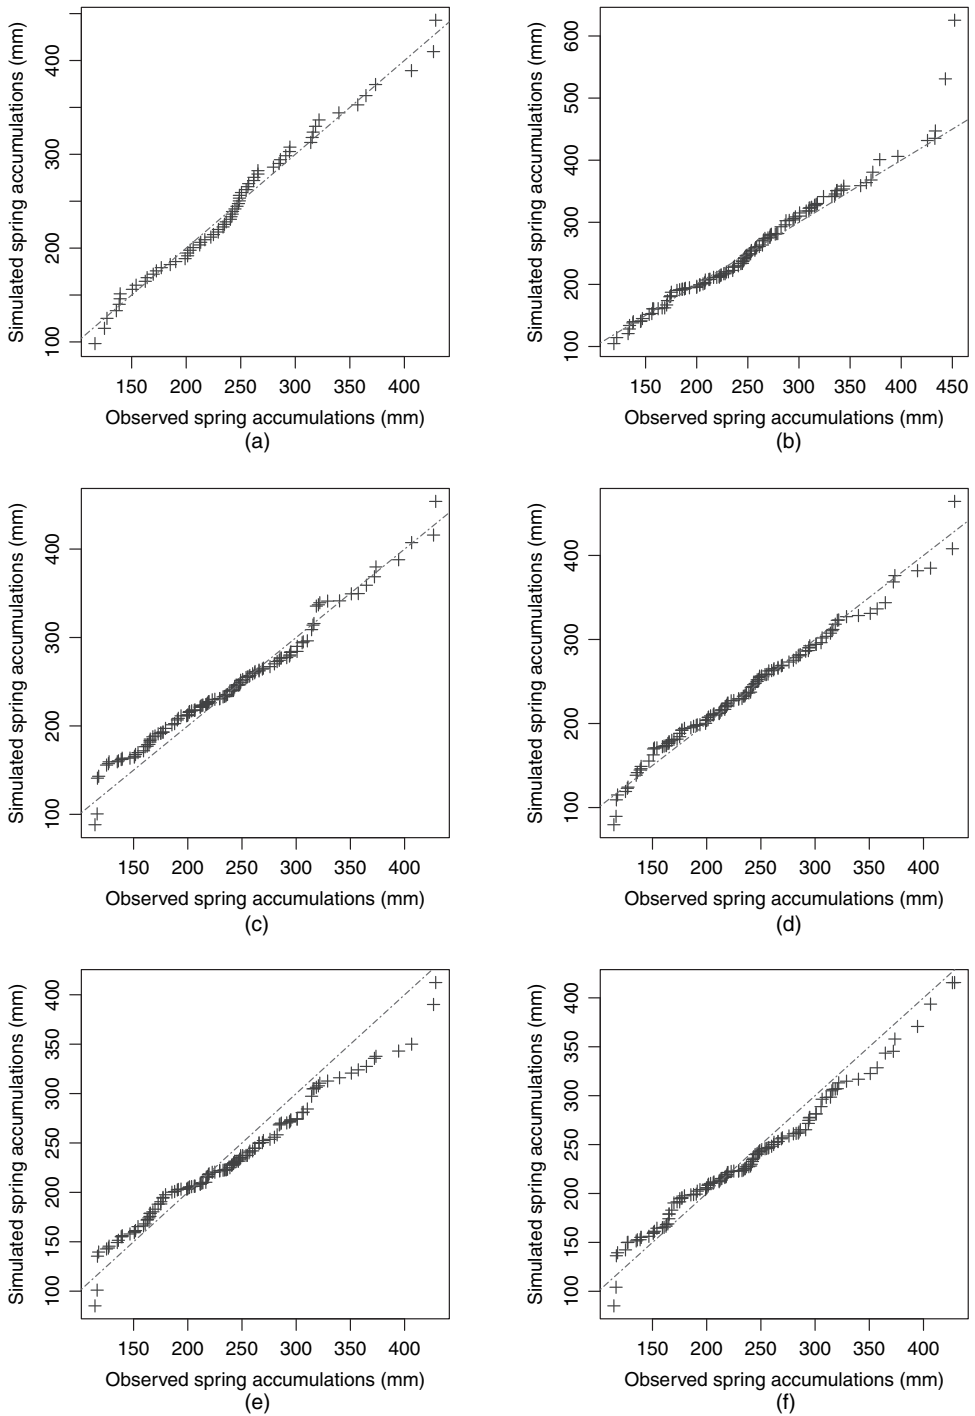 Simulated spring accumulations (mm)
100 200 300 400
150 200 250 300 350 400
Observed spring accumulations (mm)
(a)
Simulated spring accumulations (mm)
100 200 300 400 500 600
150 200 250 300 350 400 450
Observed spring accumulations (mm)
(b)
Simulated spring accumulations (mm)
100 200 300 400
150 200 250 300 350 400
Observed spring accumulations (mm)
(c)
Simulated spring accumulations (mm)
100 200 300 400
150 200 250 300 350 400
Observed spring accumulations (mm)
(d)
Simulated spring accumulations (mm)
100 150 200 250 300 350 400
150 200 250 300 350 400
Observed spring accumulations (mm)
(e)
Simulated spring accumulations (mm)
100 150 200 250 300 350 400
150 200 250 300 350 400
Observed spring accumulations (mm)
(f)